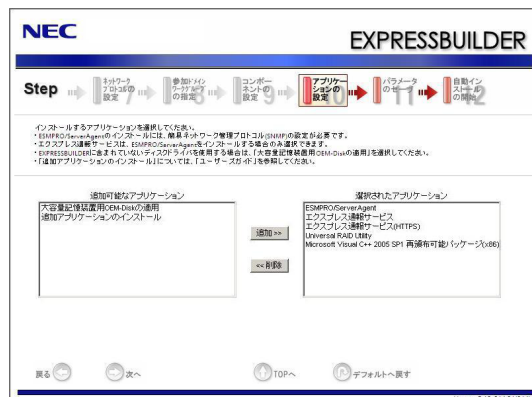 NEC
EXPRESSBUILDER
Step
ネットワーク
プロトコルの
設定 7
参加ドメイン
ワークグループ
の指定 8
コンポー
ネントの
設定 9
アプリケー
ションの
設定 10
パラメータ
のセーブ 11
自動イン
ストール
の開始 12
インストールするアプリケーションを選択してください。
・ESMPRO/ServerAgentのインストールには、簡易ネットワーク管理プロトコル(SNMP)の設定が必要です。
・エクスプレス通報サービスは、ESMPRO/ServerAgentをインストールする場合のみ選択できます。
・EXPRESSBUILDERに含まれていないディスクドライバを使用する場合は、「大容量記憶装置用OEM-Diskの適用」を選択してください。
・「追加アプリケーションのインストール」については、「ユーザーズガイド」を参照してください。
追加可能なアプリケーション
大容量記憶装置用OEM-Diskの適用
追加アプリケーションのインストール
追加 >>
<< 削除
選択されたアプリケーション
ESMPRO/ServerAgent
エクスプレス通報サービス
エクスプレス通報サービス(HTTPS)
Universal RAID Utility
Microsoft Visual C++ 2005 SP1 再頒布可能パッケージ(x86)
戻る
次へ
TOPへ
デフォルトへ戻す